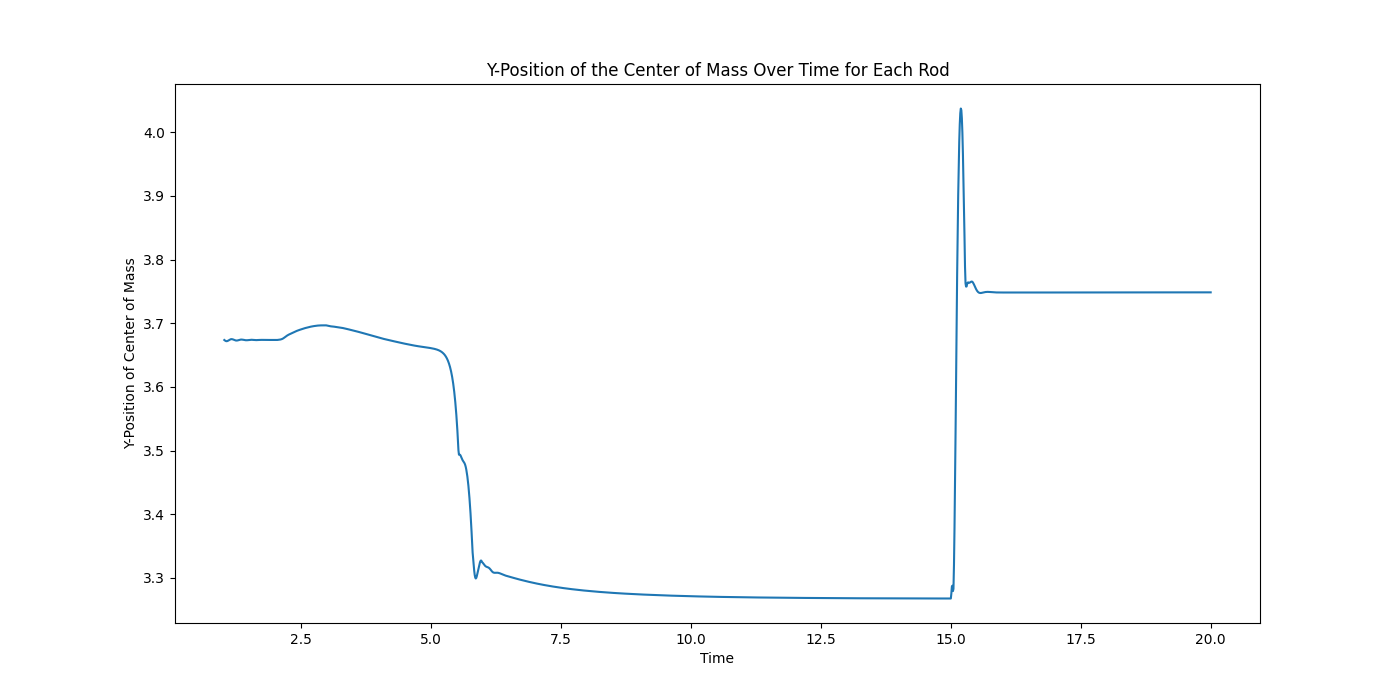 Y-Position of the Center of Mass Over Time for Each Rod
Y-Position of Center of Mass
4.0
3.9
3.8
3.7
3.6
3.5
3.4
3.3
2.5 5.0 7.5 10.0 12.5 15.0 17.5 20.0
Time